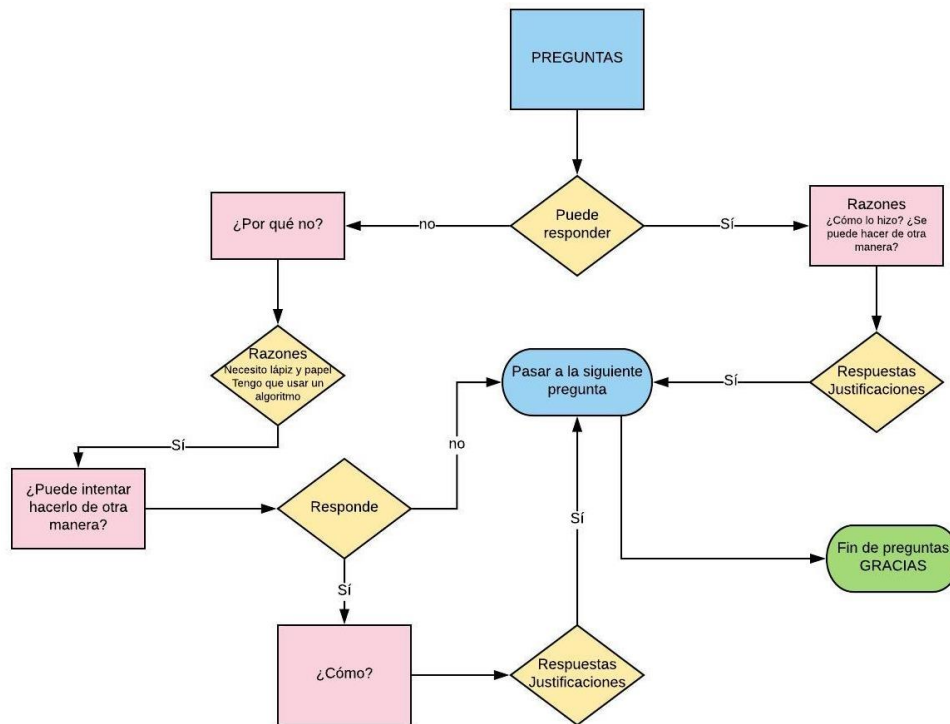 PREGUNTAS
Puede
responder
no
Sí
¿Por qué no?
Razones
¿Cómo lo hizo? ¿Se
puede hacer de otra
manera?
Razones
Necesito lápiz y papel
Tengo que usar un
algoritmo
Pasar a la siguiente
pregunta
Sí
Respuestas
Justificaciones
Sí
no
¿Puede intentar
hacerlo de otra
manera?
Responde
Sí
Fin de preguntas
GRACIAS
Sí
¿Cómo?
Respuestas
Justificaciones